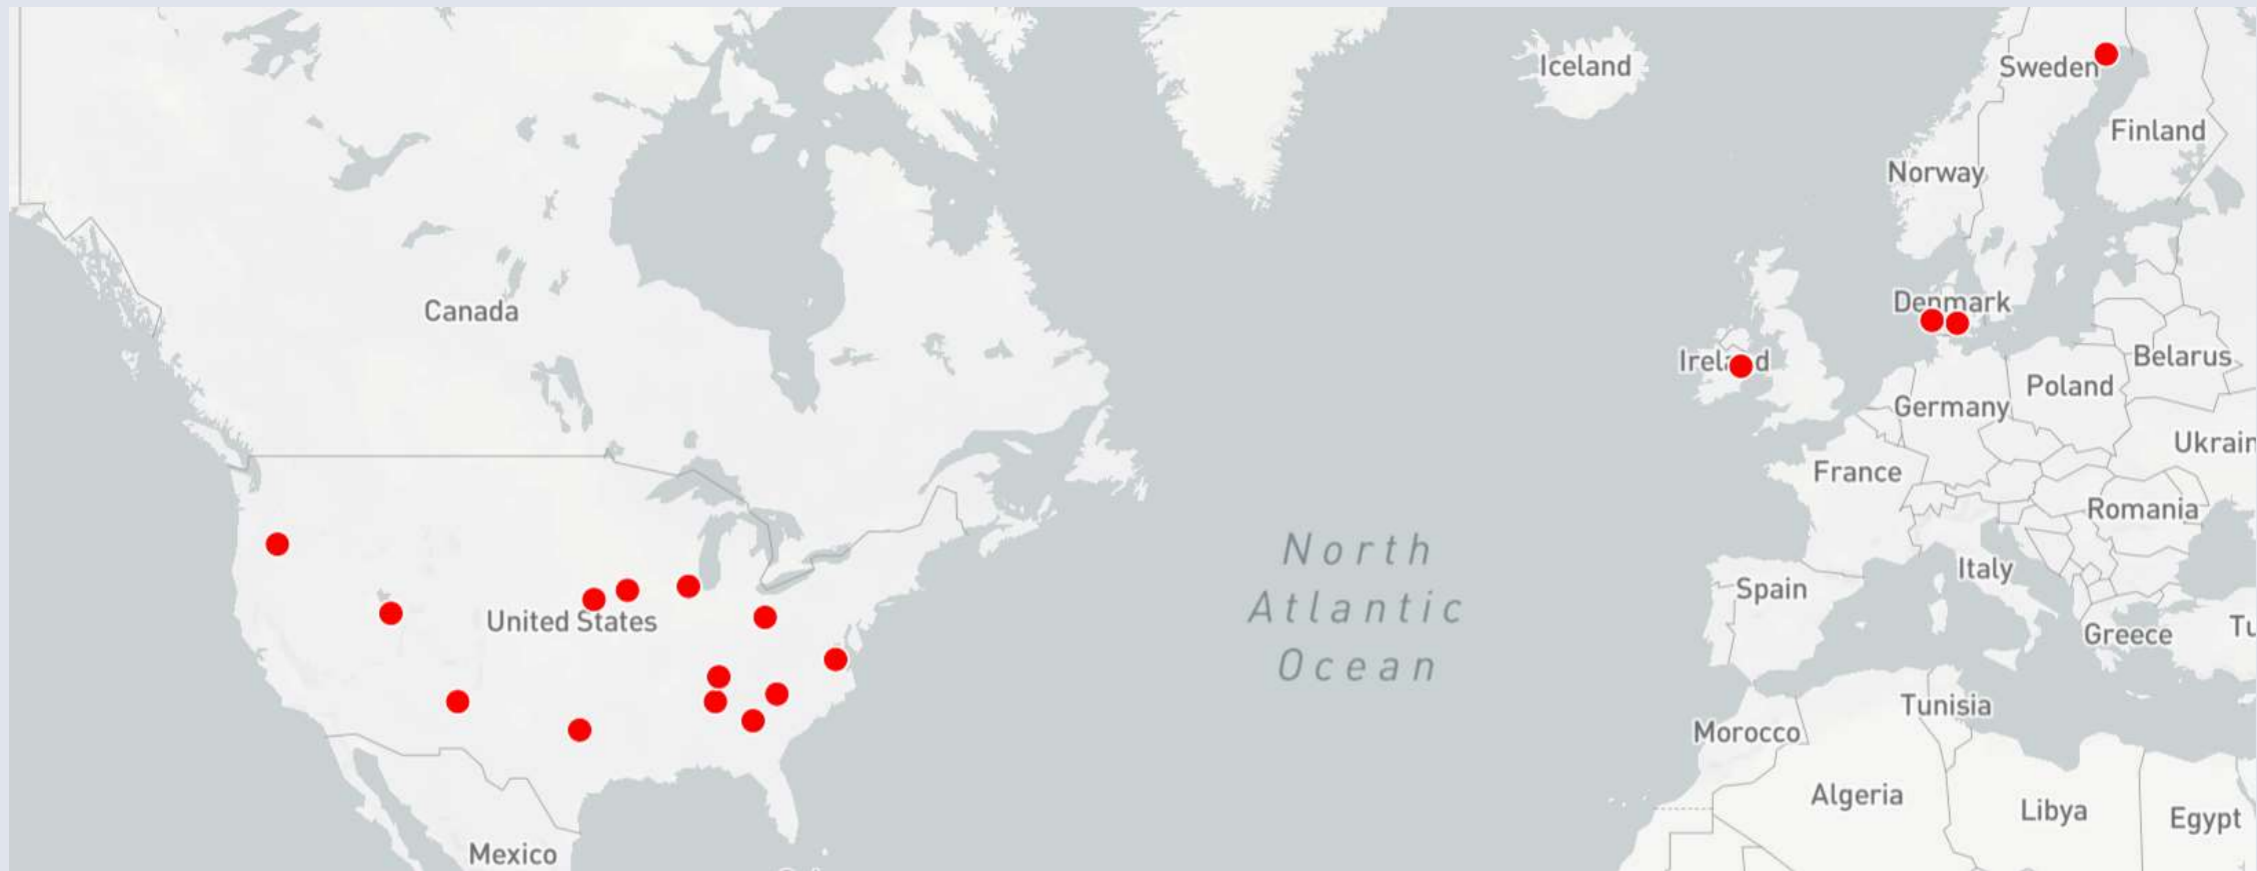 Iceland
Sweden
Finland
Norway
Canada
Denmark
Ireland
Belarus
Poland
Germany
Ukrain
France
Romania
North
Atlantic
Ocean
Italy
Spain
United States
Greece
Tu
Tunisia
Morocco
Algeria
Libya
Egypt
Mexico